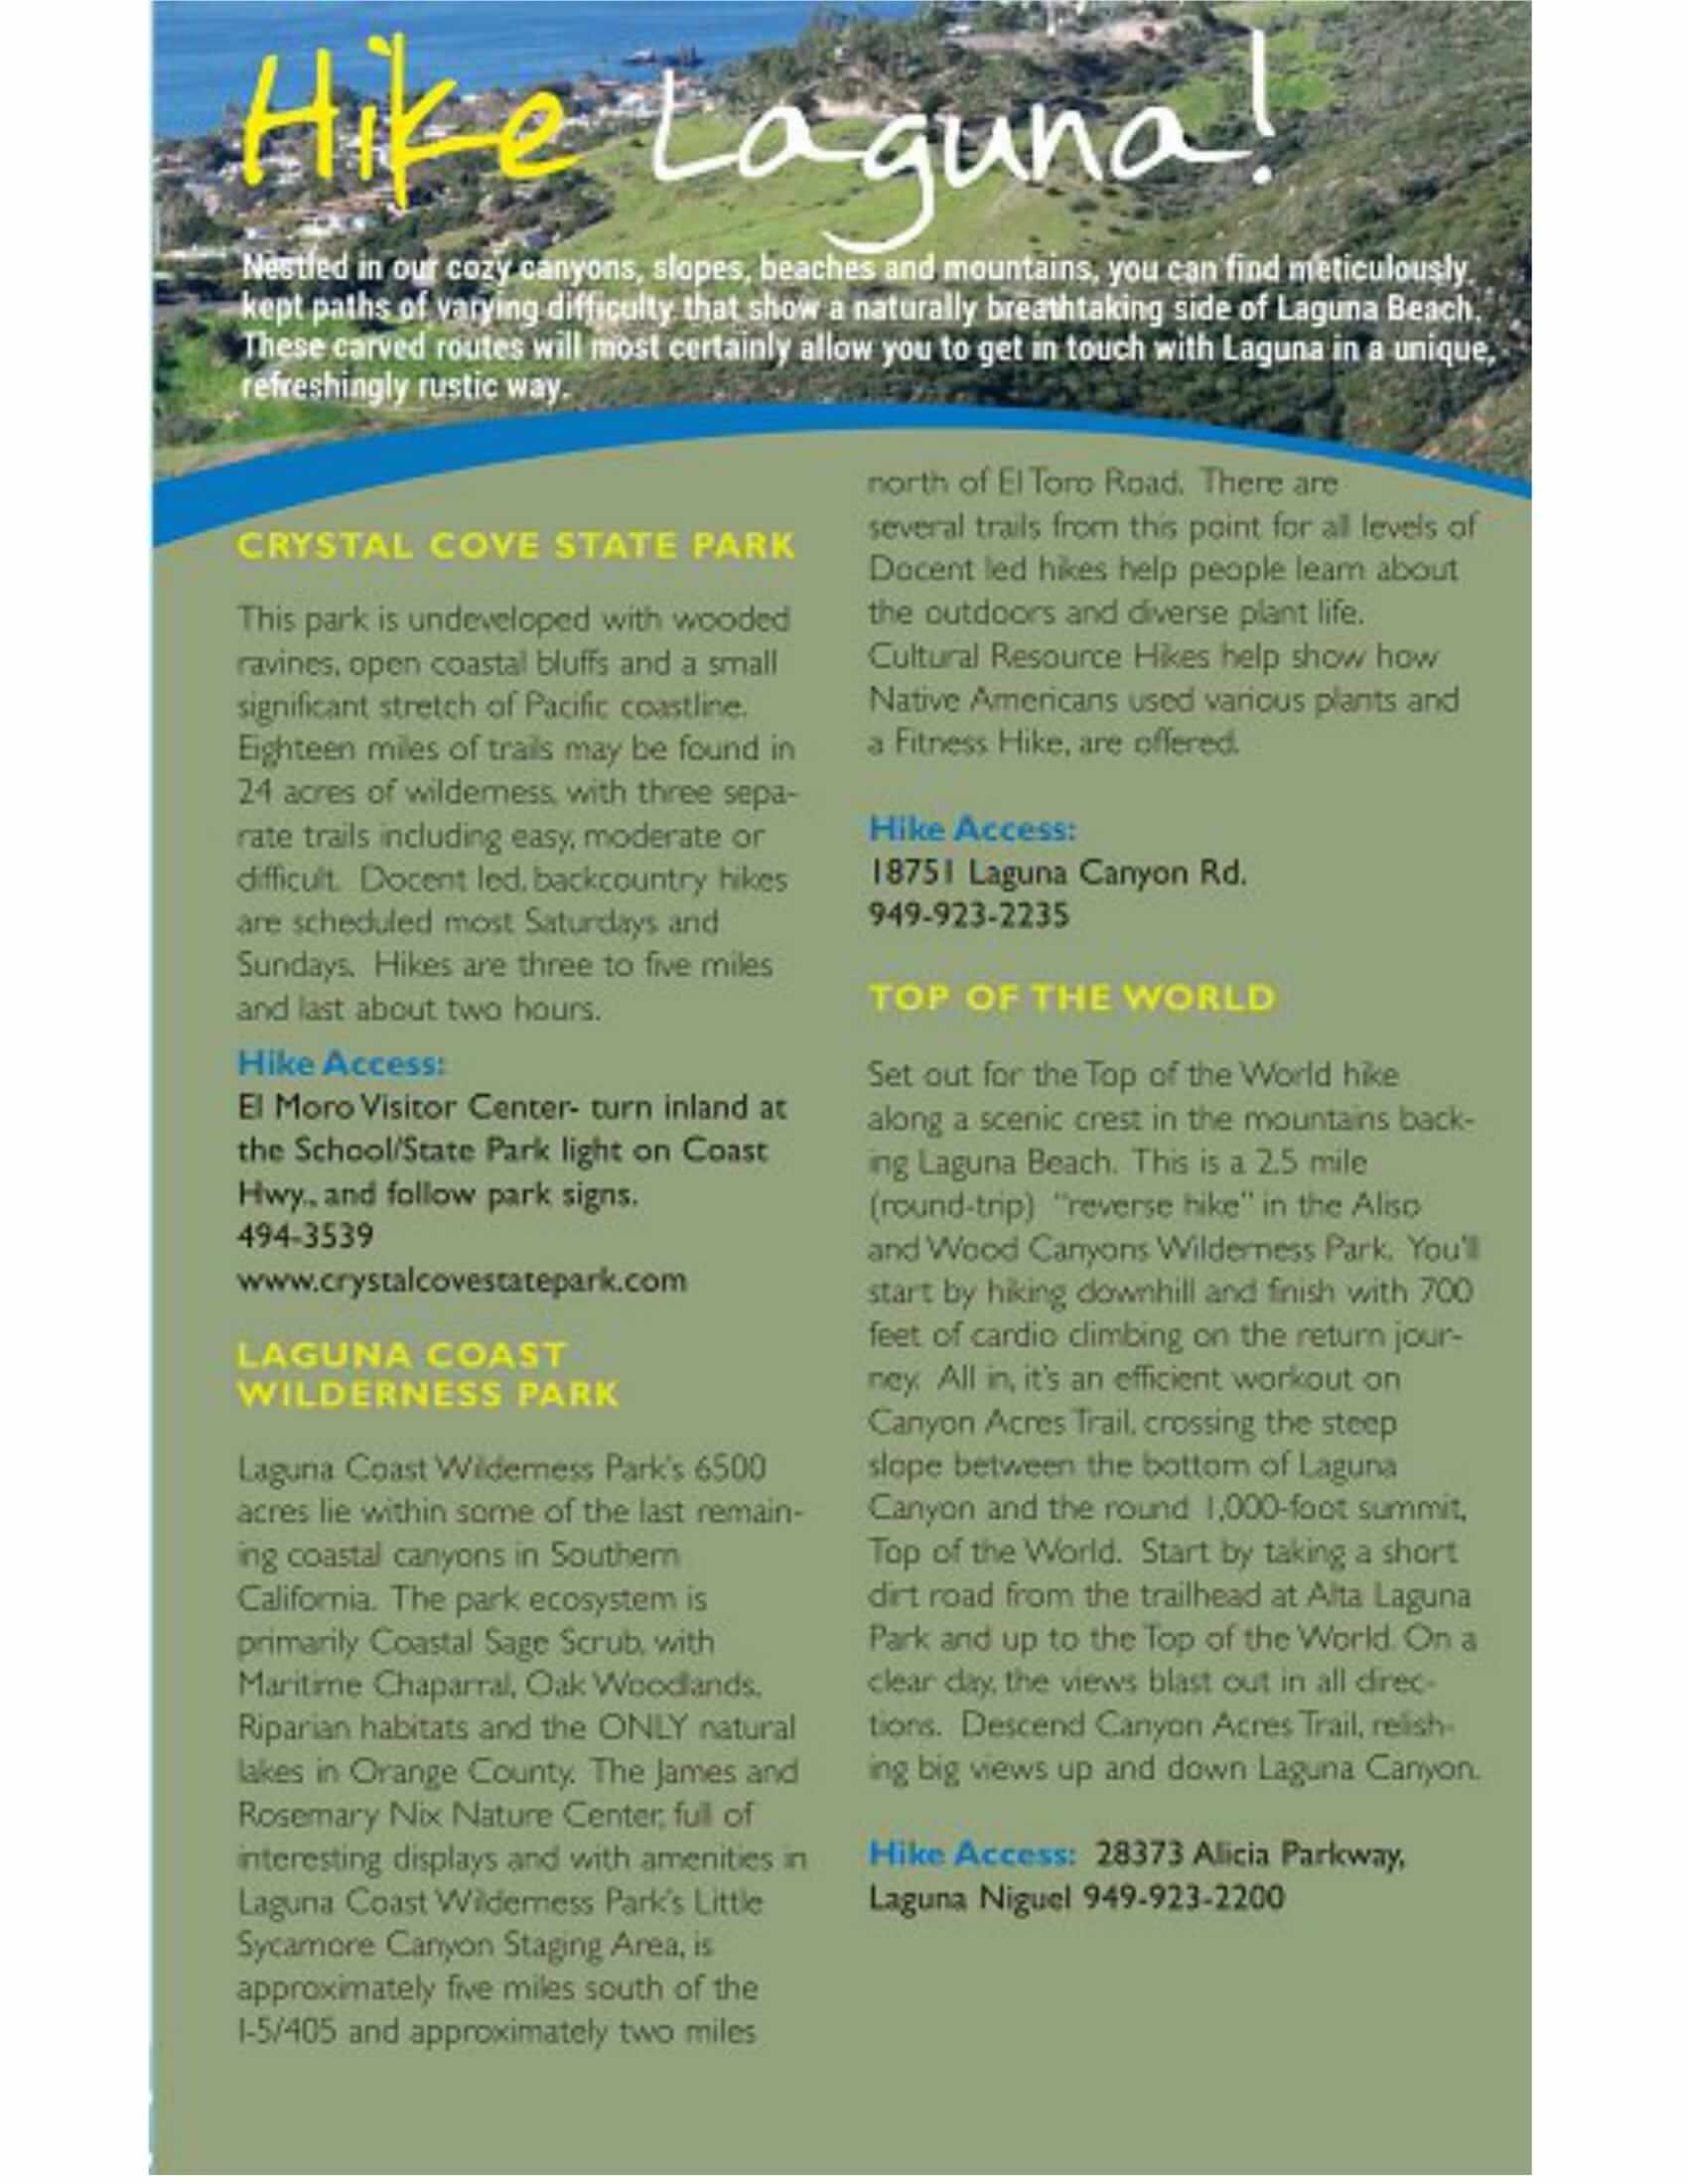 Hike Laguna!
Nestled in our cozy canyons, slopes, beaches and mountains, you can find meticulously
kept paths of varying difficulty that show a naturally breathtaking side of Laguna Beach.
These carved routes will most certainly allow you to get in touch with Laguna in a unique,
refreshingly rustic way.
CRYSTAL COVE STATE PARK
This park is undeveloped with wooded
ravines, open coastal bluffs and a small
significant stretch of Pacific coastline.
Eighteen miles of trails may be found in
24 acres of wilderness, with three sepa-
rate trails including easy, moderate or
difficult. Docent led, backcountry hikes
are scheduled most Saturdays and
Sundays. Hikes are three to five miles
and last about two hours.
Hike Access:
El Moro Visitor Center- turn inland at
the School/State Park light on Coast
Hwy., and follow park signs.
494-3539
www.crystalcovestatepark.com
LAGUNA COAST
WILDERNESS PARK
Laguna Coast Wilderness Park's 6500
acres lie within some of the last remain-
ing coastal canyons in Southern
California. The park ecosystem is
primarily Coastal Sage Scrub, with
Maritime Chaparral, Oak Woodlands,
Riparian habitats and the ONLY natural
lakes in Orange County. The James and
Rosemary Nix Nature Center, full of
interesting displays and with amenities in
Laguna Coast Wilderness Park's Little
Sycamore Canyon Staging Area, is
approximately five miles south of the
I-5/405 and approximately two miles
north of El Toro Road. There are
several trails from this point for all levels of
Docent led hikes help people learn about
the outdoors and diverse plant life.
Cultural Resource Hikes help show how
Native Americans used various plants and
a Fitness Hike, are offered.
Hike Access:
18751 Laguna Canyon Rd.
949-923-2235
TOP OF THE WORLD
Set out for the Top of the World hike
along a scenic crest in the mountains back-
ing Laguna Beach. This is a 2.5 mile
(round-trip) "reverse hike" in the Aliso
and Wood Canyons Wilderness Park. You'll
start by hiking downhill and finish with 700
feet of cardio climbing on the return jour-
ney. All in, it's an efficient workout on
Canyon Acres Trail, crossing the steep
slope between the bottom of Laguna
Canyon and the round 1,000-foot summit,
Top of the World. Start by taking a short
dirt road from the trailhead at Alta Laguna
Park and up to the Top of the World. On a
clear day, the views blast out in all direc-
tions. Descend Canyon Acres Trail, relish-
ing big views up and down Laguna Canyon.
Hike Access: 28373 Alicia Parkway,
Laguna Niguel 949-923-2200